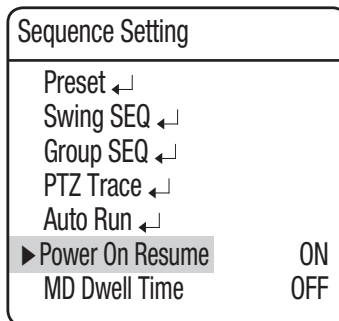 Sequence Setting
Preset ↵
Swing SEQ ↵
Group SEQ ↵
PTZ Trace ↵
Auto Run ↵
▶Power On Resume ON
MD Dwell Time OFF